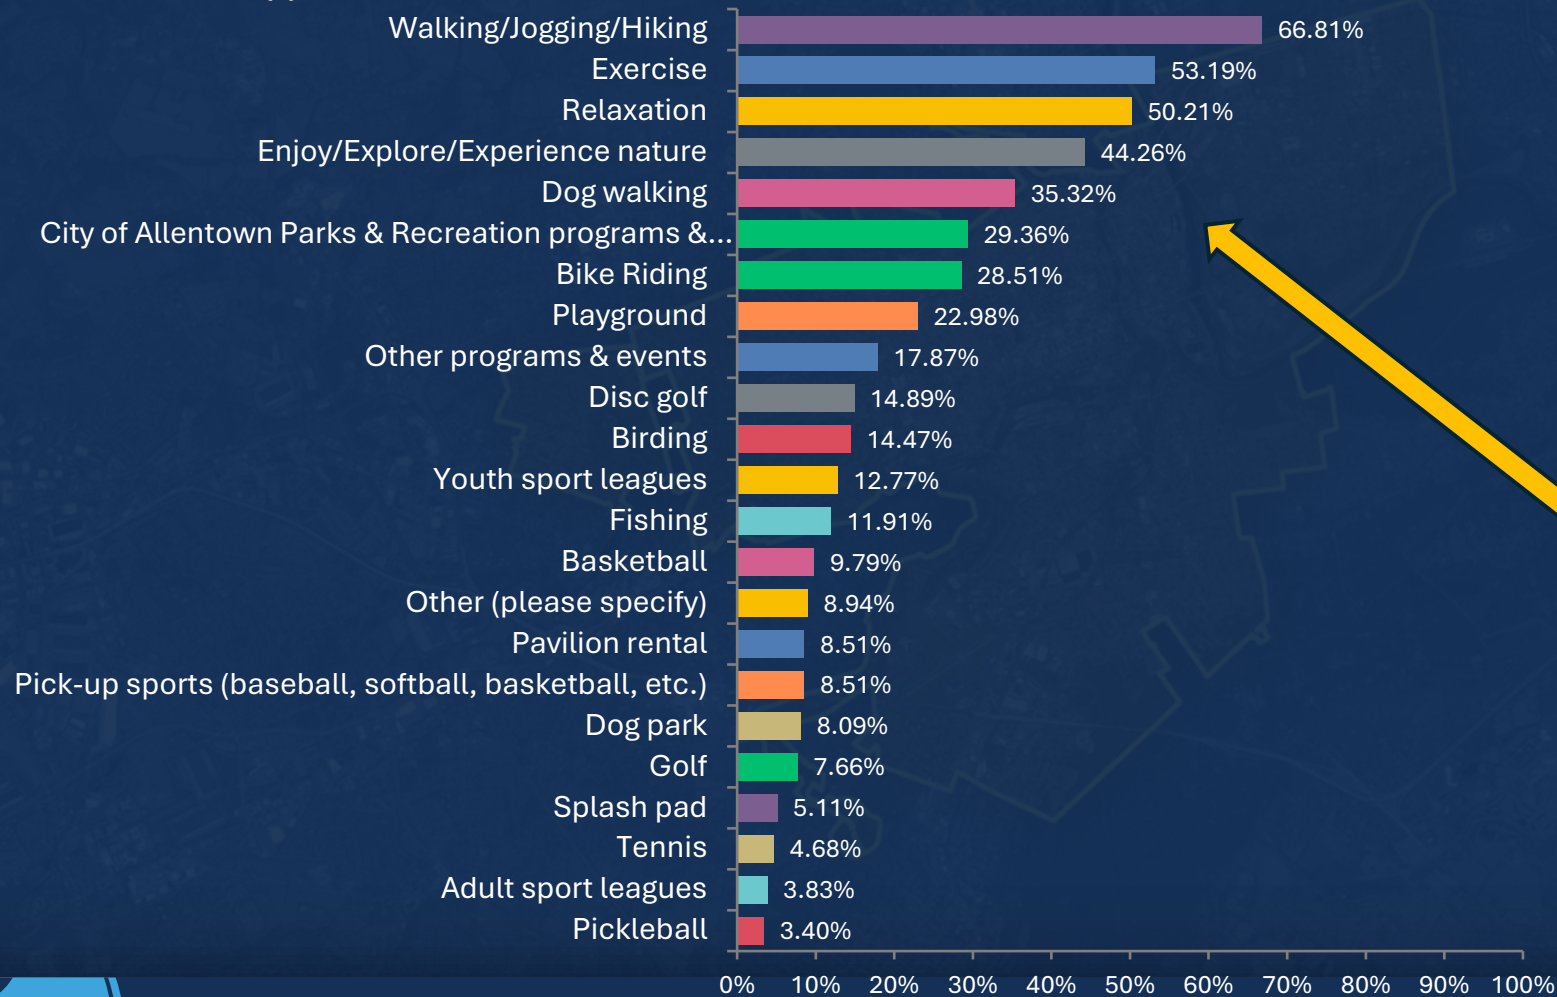 Walking/Jogging/Hiking 66.81%
Exercise 53.19%
Relaxation 50.21%
Enjoy/Explore/Experience nature 44.26%
Dog walking 35.32%
City of Allentown Parks & Recreation programs &... 29.36%
Bike Riding 28.51%
Playground 22.98%
Other programs & events 17.87%
Disc golf 14.89%
Birding 14.47%
Youth sport leagues 12.77%
Fishing 11.91%
Basketball 9.79%
Other (please specify) 8.94%
Pavilion rental 8.51%
Pick-up sports (baseball, softball, basketball, etc.) 8.51%
Dog park 8.09%
Golf 7.66%
Splash pad 5.11%
Tennis 4.68%
Adult sport leagues 3.83%
Pickleball 3.40%
0% 10% 20% 30% 40% 50% 60% 70% 80% 90% 100%